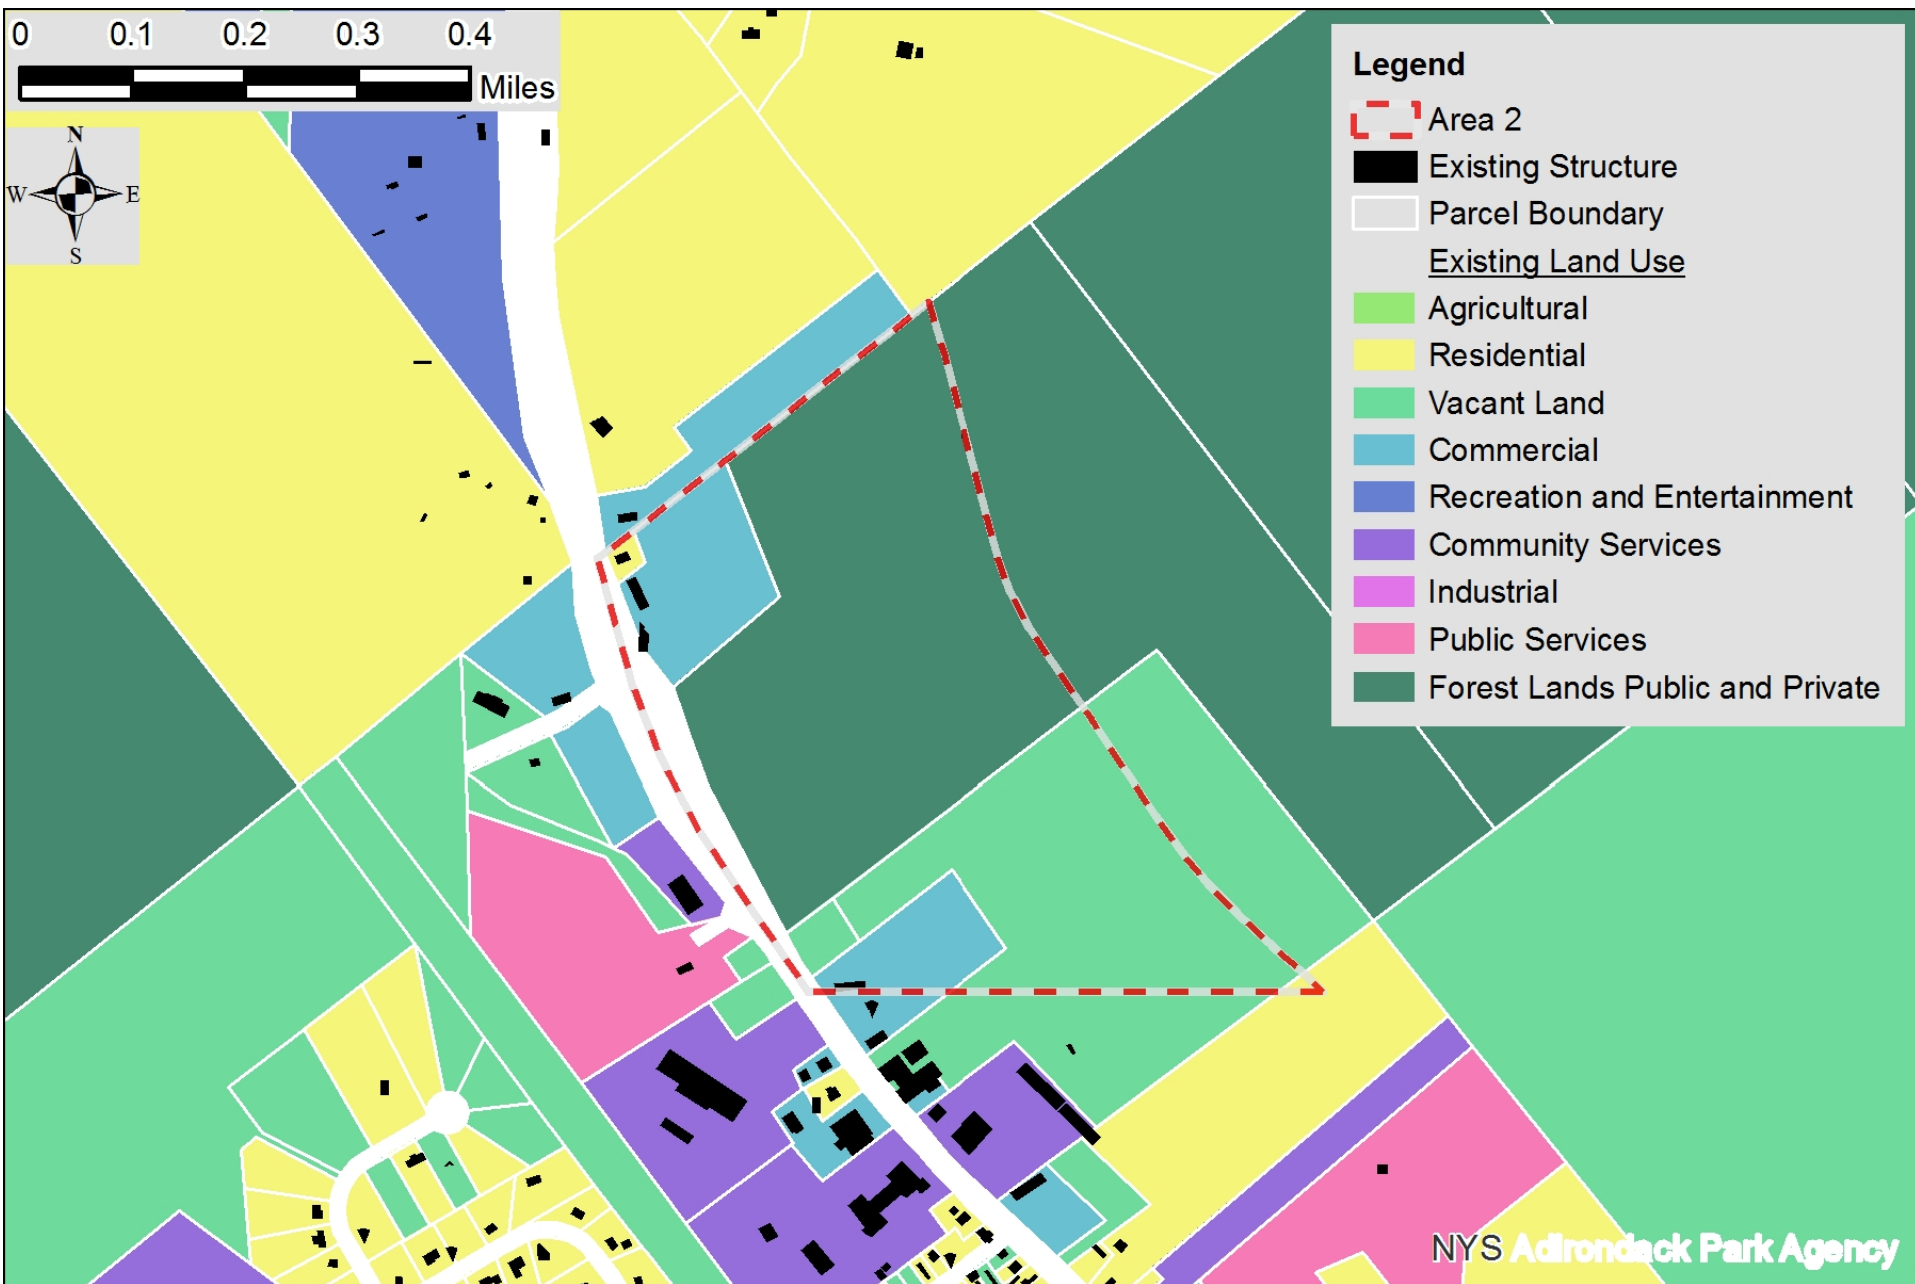 0 0.1 0.2 0.3 0.4
Miles
N
W E
S
Legend
Area 2
Existing Structure
Parcel Boundary
Existing Land Use
Agricultural
Residential
Vacant Land
Commercial
Recreation and Entertainment
Community Services
Industrial
Public Services
Forest Lands Public and Private
NYS Adirondack Park Agency